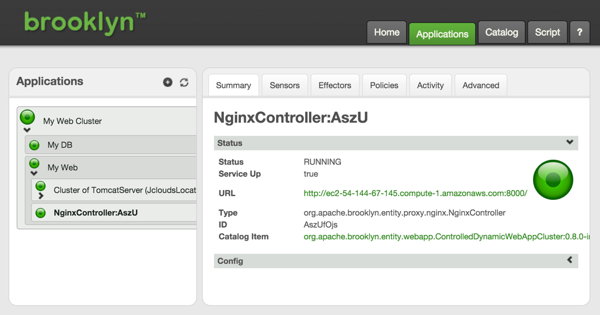 brooklyn™
Home Applications Catalog Script ?
Applications
My Web Cluster
My DB
My Web
Cluster of TomcatServer (JcloudsLocat
NginxController:AszU
Summary Sensors Effectors Policies Activity Advanced
NginxController:AszU
Status
Status RUNNING
Service Up true
URL http://ec2-54-144-67-145.compute-1.amazonaws.com:8000/
Type org.apache.brooklyn.entity.proxy.nginx.NginxController
ID AszUfOjs
Catalog Item org.apache.brooklyn.entity.webapp.ControlledDynamicWebAppCluster:0.8.0-i
Config